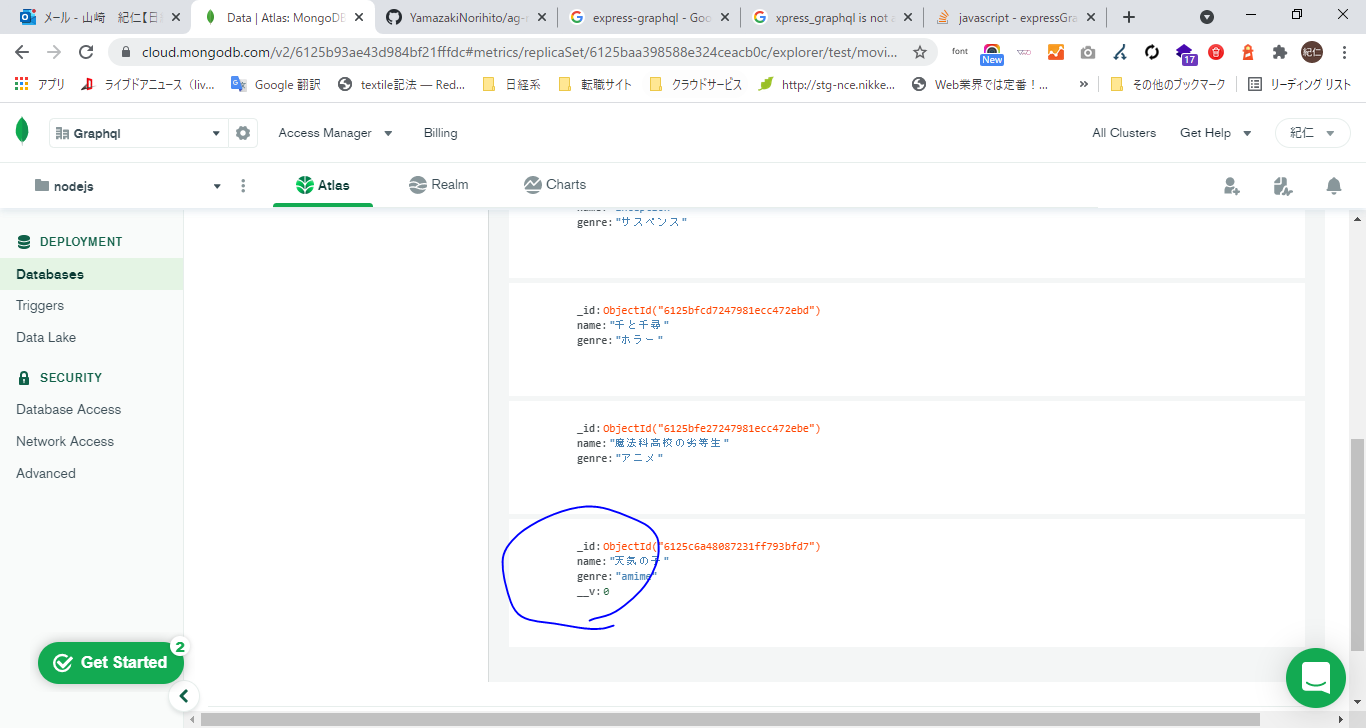 メール - 山﨑 紀仁【日
Data | Atlas: MongoDB
YamazakiNorihito/ag-
express-graphql - Goo
xpress_graphql is not a
javascript - expressGra
cloud.mongodb.com/v2/6125b93ae43d984bf21fffdc#metrics/replicaSet/6125baa398588e324ceacb0c/explorer/test/movi...
font
New
17
紀仁
アプリ
ライブドアニュース（liv...
Google 翻訳
textile記法 — Red...
日経系
転職サイト
クラウドサービス
http://stg-nce.nikke...
Web業界では定番！...
»
その他のブックマーク
リーディング リスト
Graphql
Access Manager
Billing
All Clusters
Get Help
紀仁
nodejs
Atlas
Realm
Charts
DEPLOYMENT
Databases
Triggers
Data Lake
SECURITY
Database Access
Network Access
Advanced
genre:"サスペンス"
_id:ObjectId("6125bfcd7247981ecc472ebd")
name:"千と千尋"
genre:"ホラー"
_id:ObjectId("6125bfe27247981ecc472ebe")
name:"魔法科高校の劣等生"
genre:"アニメ"
_id:ObjectId("6125c6a48087231ff793bfd7")
name:"天気の子"
genre:"amime"
__v:0
Get Started
2